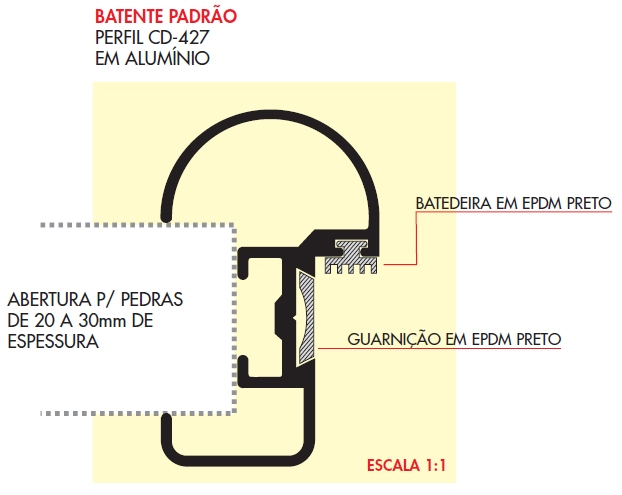 BATENTE PADRÃO
PERFIL CD-427
EM ALUMÍNIO
BATEDEIRA EM EPDM PRETO
ABERTURA P/ PEDRAS
DE 20 A 30mm DE
ESPESSURA
GUARNIÇÃO EM EPDM PRETO
ESCALA 1:1